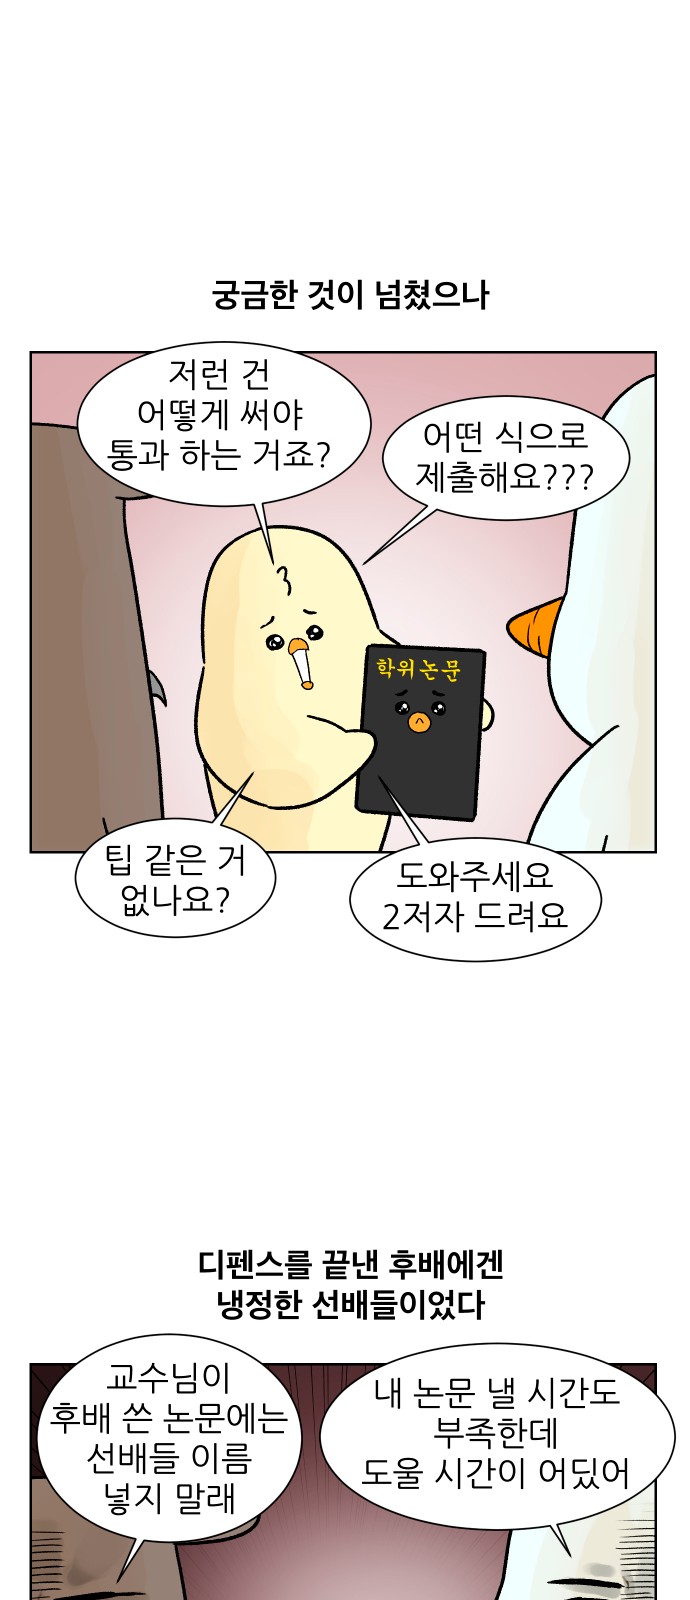 궁금한 것이 넘쳤으나
저런 건
어떻게 써야
통과 하는 거죠?
어떤 식으로
제출해요???
학위논문
팁 같은 거
없나요?
도와주세요
2저자 드려요
디펜스를 끝낸 후배에겐
냉정한 선배들이었다
교수님이
후배 쓴 논문에는
선배들 이름
넣지 말래
내 논문 낼 시간도
부족한데
도울 시간이 어딨어